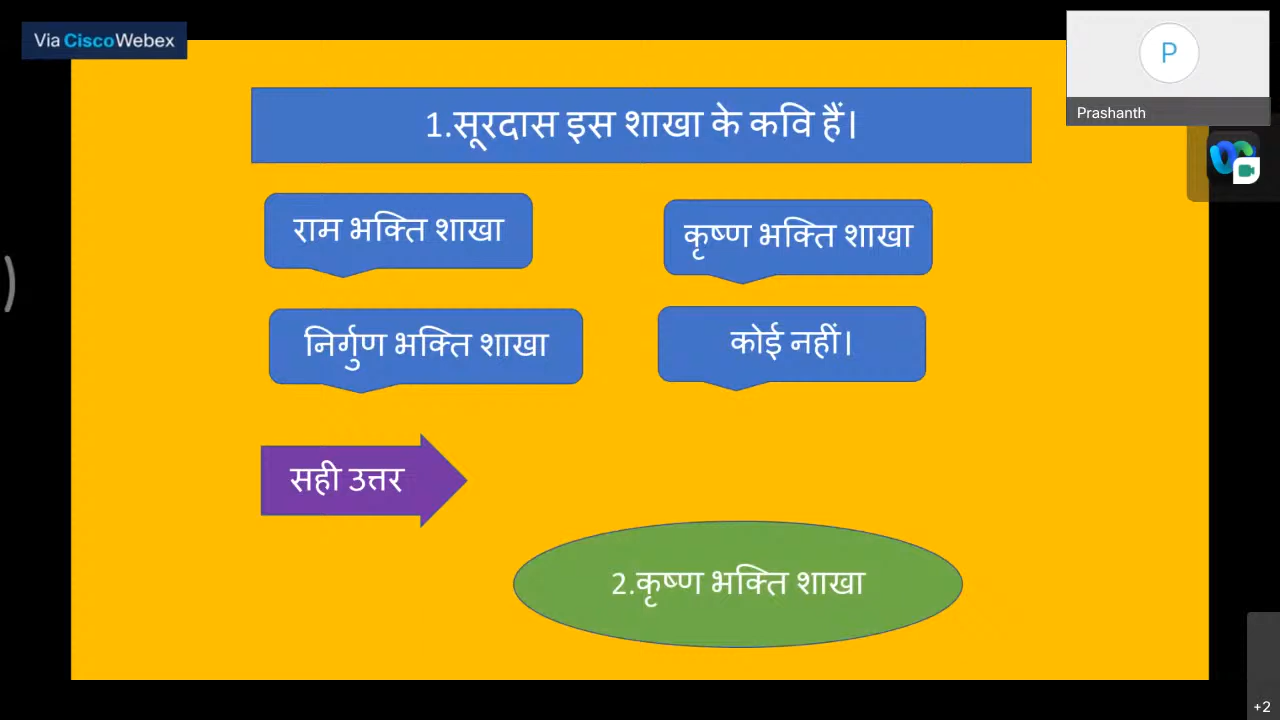 Via CiscoWebex
P
Prashanth
1.सूरदास इस शाखा के कवि हैं।
राम भक्ति शाखा
कृष्ण भक्ति शाखा
निर्गुण भक्ति शाखा
कोई नहीं।
सही उत्तर
2.कृष्ण भक्ति शाखा
+2